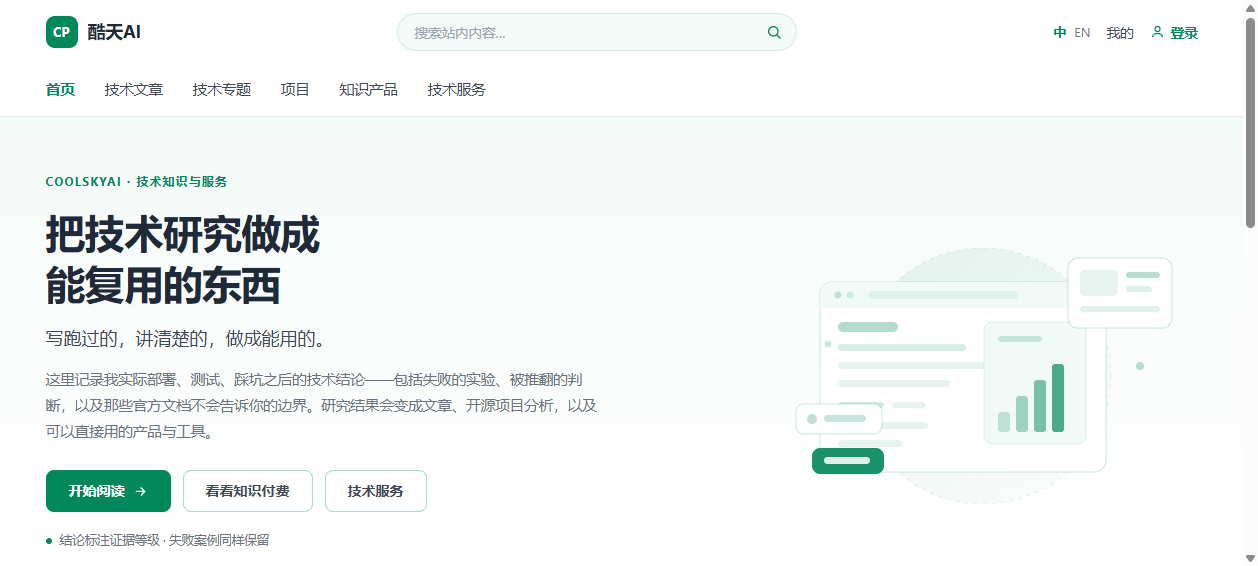 CP 酷天AI
搜索站内内容...
中 EN 我的 登录
首页 技术文章 技术专题 项目 知识产品 技术服务
COOLSKYAI · 技术知识与服务
把技术研究做成
能复用的东西
写跑过的，讲清楚的，做成能用的。
这里记录我实际部署、测试、踩坑之后的技术结论——包括失败的实验、被推翻的判
断，以及那些官方文档不会告诉你的边界。研究结果会变成文章、开源项目分析，以及
可以直接用的产品与工具。
开始阅读 → 看看知识付费 技术服务
结论标注证据等级 · 失败案例同样保留